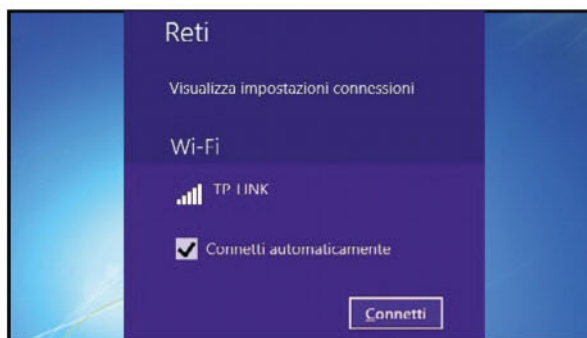 Reti
Visualizza impostazioni connessioni
Wi-Fi
TP-LINK
Connetti automaticamente
Connetti